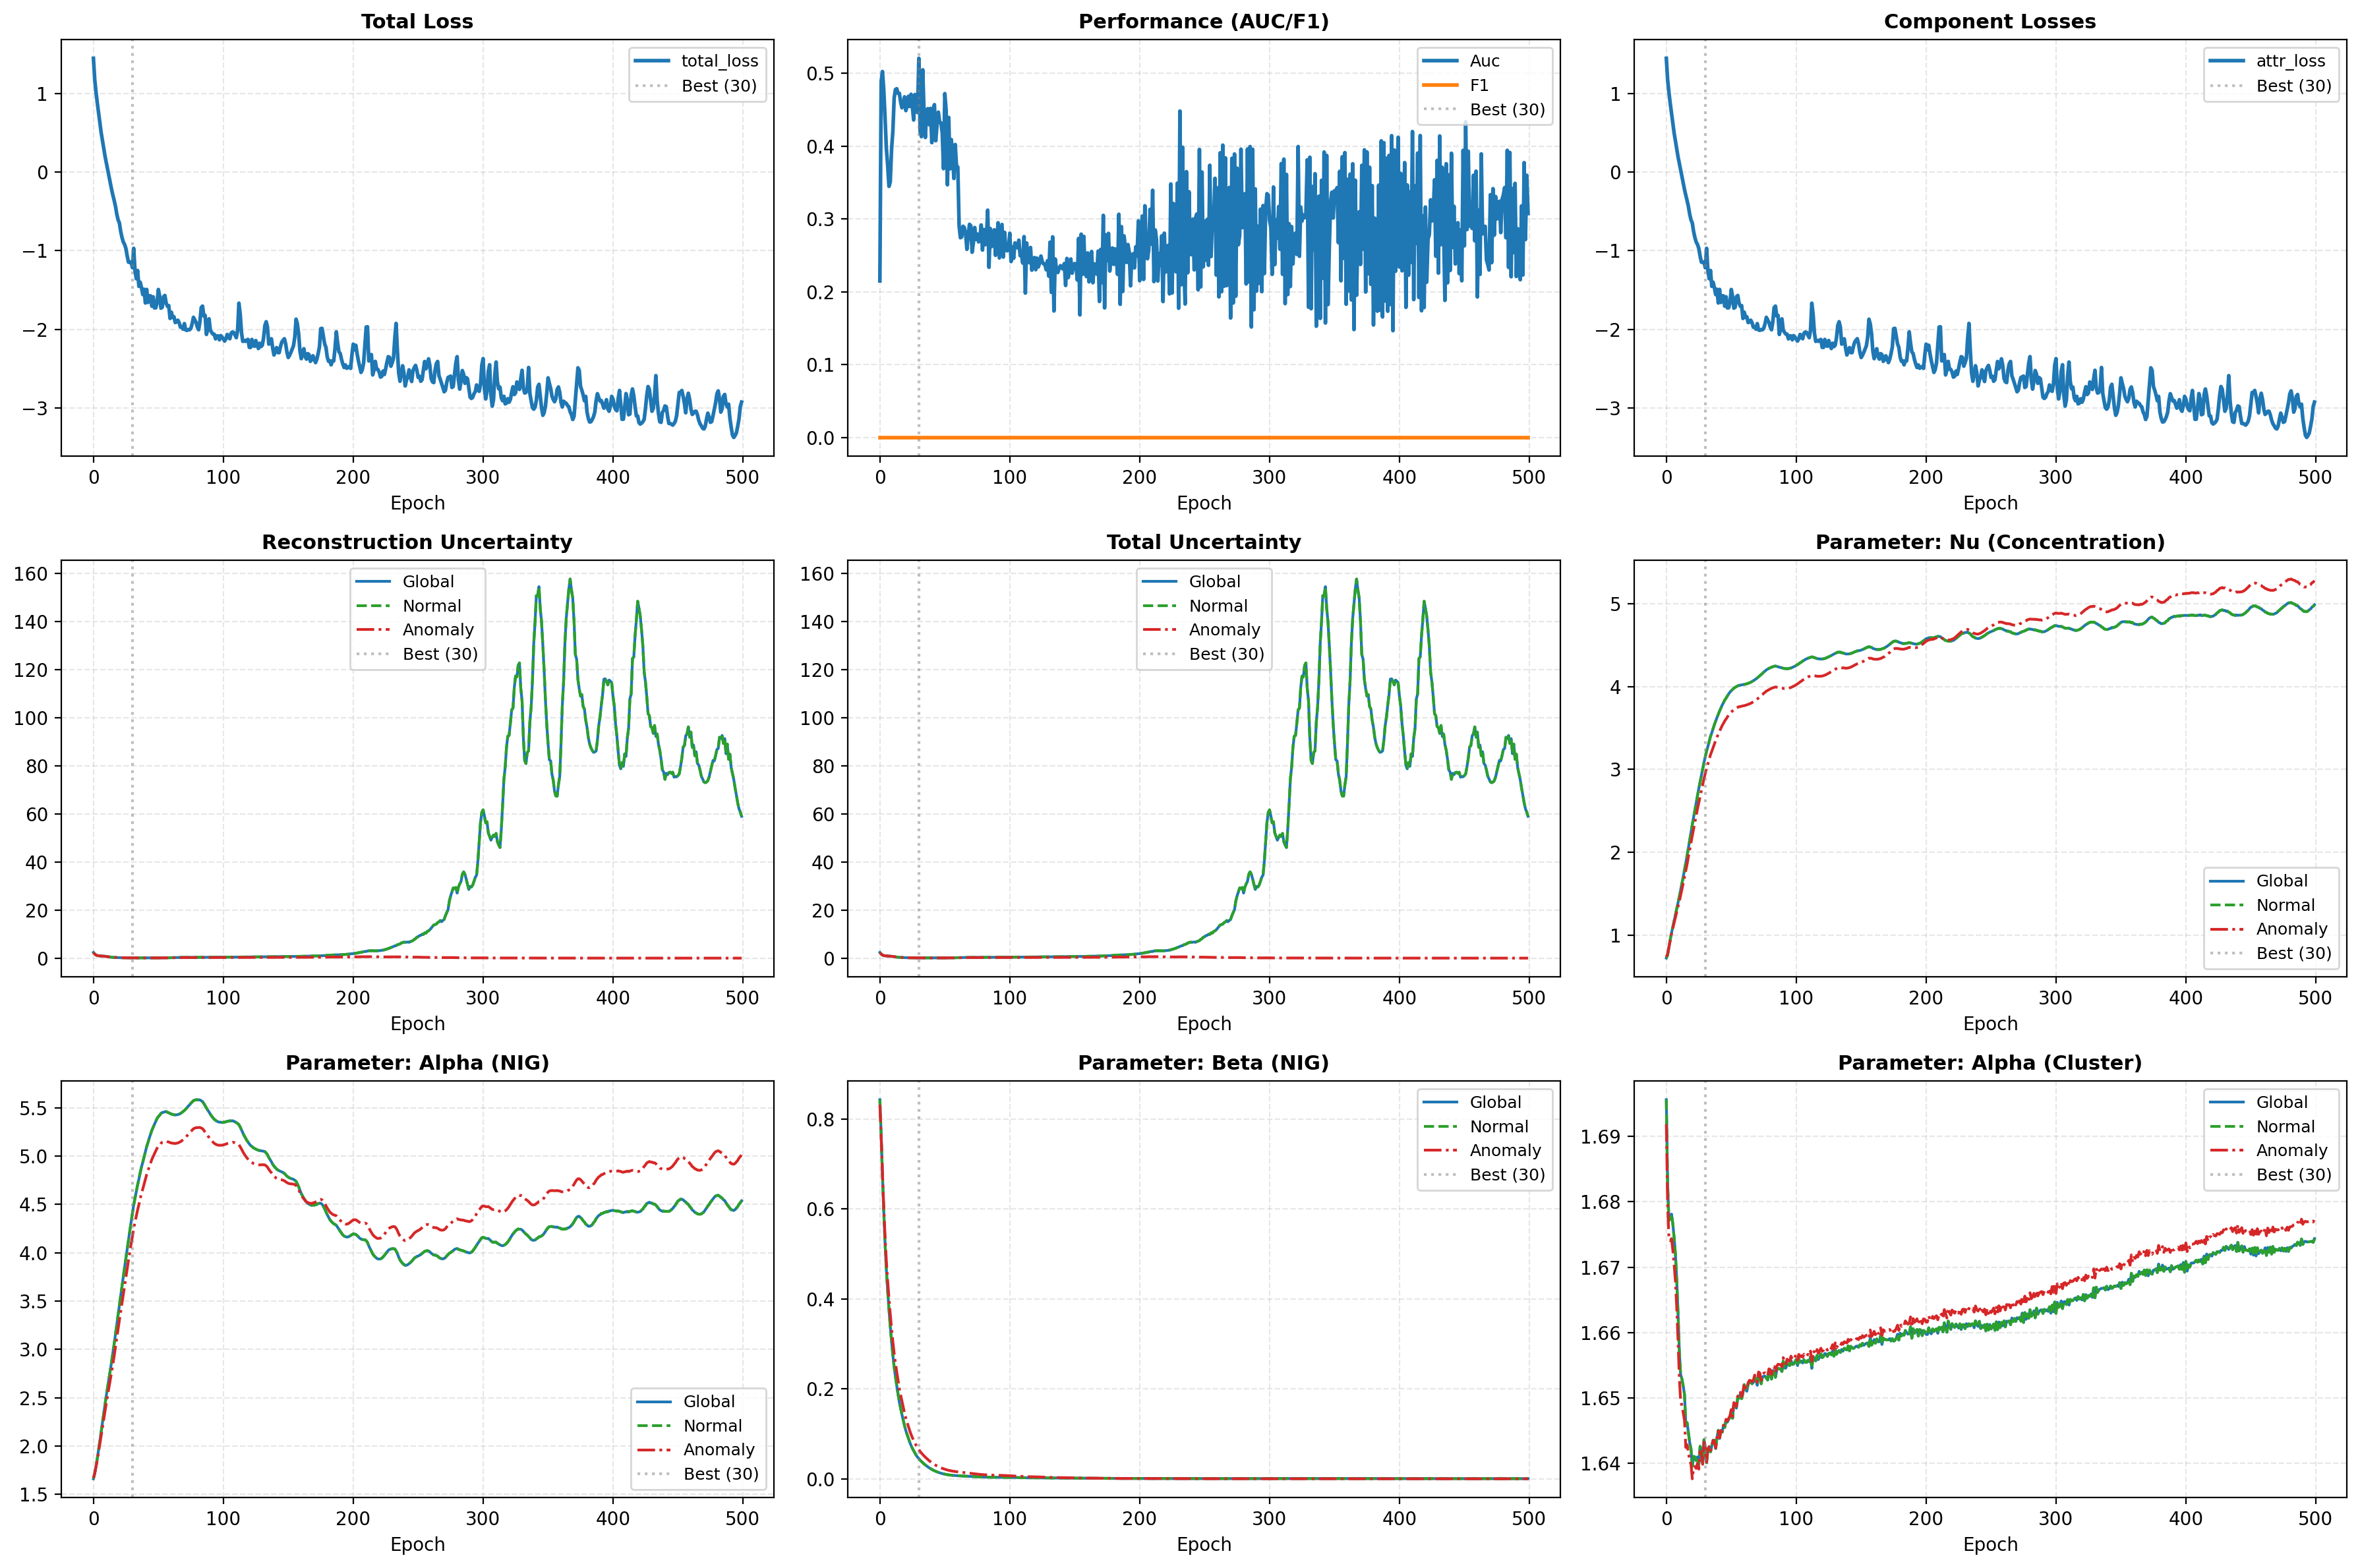 Total Loss
1
0
−1
−2
−3
total_loss
Best (30)
0 100 200 300 400 500
Epoch
Performance (AUC/F1)
0.5
0.4
0.3
0.2
0.1
0.0
Auc
F1
Best (30)
0 100 200 300 400 500
Epoch
Component Losses
1
0
−1
−2
−3
attr_loss
Best (30)
0 100 200 300 400 500
Epoch
Reconstruction Uncertainty
160
140
120
100
80
60
40
20
0
Global
Normal
Anomaly
Best (30)
0 100 200 300 400 500
Epoch
Total Uncertainty
160
140
120
100
80
60
40
20
0
Global
Normal
Anomaly
Best (30)
0 100 200 300 400 500
Epoch
Parameter: Nu (Concentration)
5
4
3
2
1
Global
Normal
Anomaly
Best (30)
0 100 200 300 400 500
Epoch
Parameter: Alpha (NIG)
5.5
5.0
4.5
4.0
3.5
3.0
2.5
2.0
1.5
Global
Normal
Anomaly
Best (30)
0 100 200 300 400 500
Epoch
Parameter: Beta (NIG)
0.8
0.6
0.4
0.2
0.0
Global
Normal
Anomaly
Best (30)
0 100 200 300 400 500
Epoch
Parameter: Alpha (Cluster)
1.69
1.68
1.67
1.66
1.65
1.64
Global
Normal
Anomaly
Best (30)
0 100 200 300 400 500
Epoch